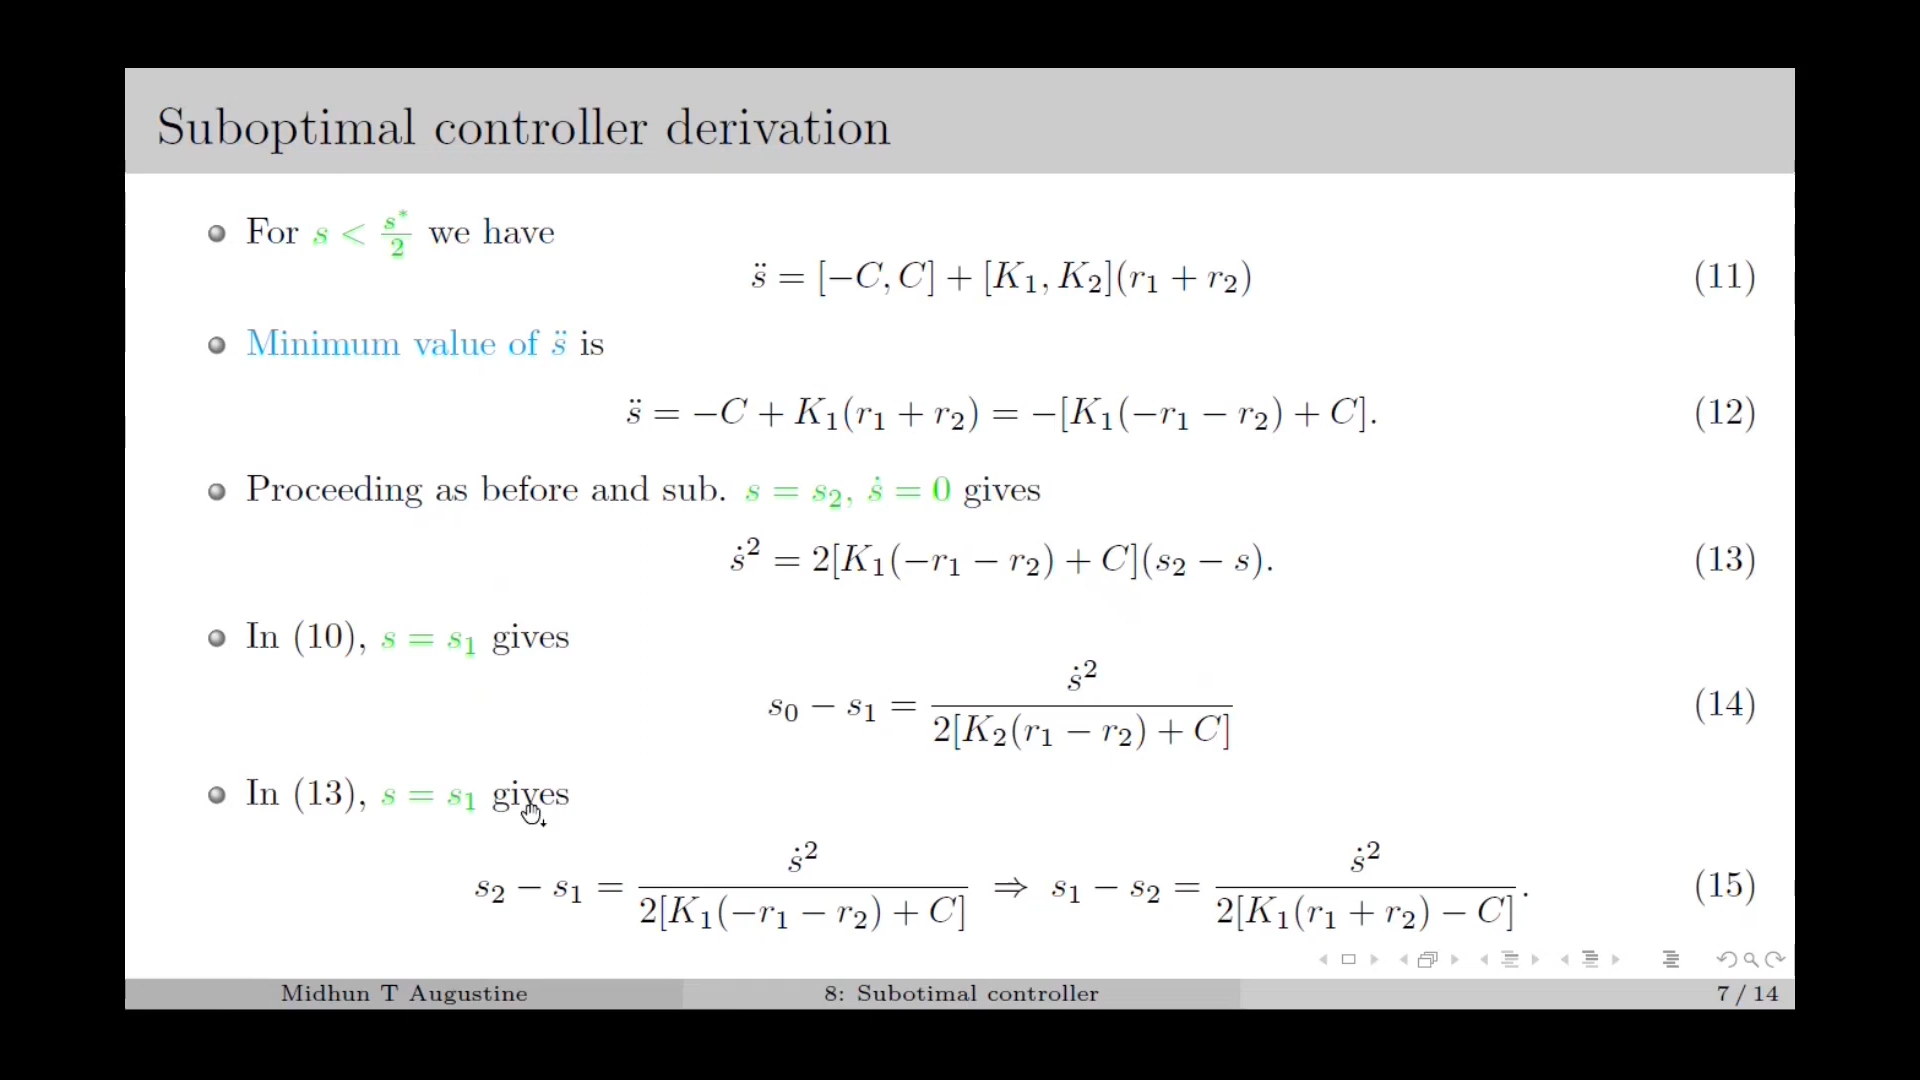 Suboptimal controller derivation
For s < s*/2 we have
s̈ = [−C, C] + [K₁, K₂](r₁ + r₂) (11)
Minimum value of s̈ is
s̈ = −C + K₁(r₁ + r₂) = −[K₁(−r₁ − r₂) + C]. (12)
Proceeding as before and sub. s = s₂, ṡ = 0 gives
ṡ² = 2[K₁(−r₁ − r₂) + C](s₂ − s). (13)
In (10), s = s₁ gives
s₀ − s₁ = ṡ² / 2[K₂(r₁ − r₂) + C] (14)
In (13), s = s₁ gives
s₂ − s₁ = ṡ² / 2[K₁(−r₁ − r₂) + C] ⇒ s₁ − s₂ = ṡ² / 2[K₁(r₁ + r₂) − C]. (15)
Midhun T Augustine 8: Subotimal controller 7 / 14